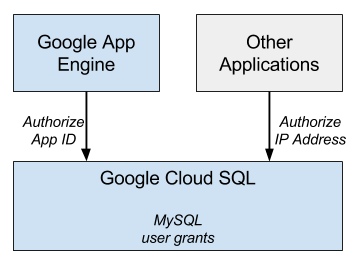 Google App
Engine
Other
Applications
Authorize
App ID
Authorize
IP Address
Google Cloud SQL
MySQL
user grants